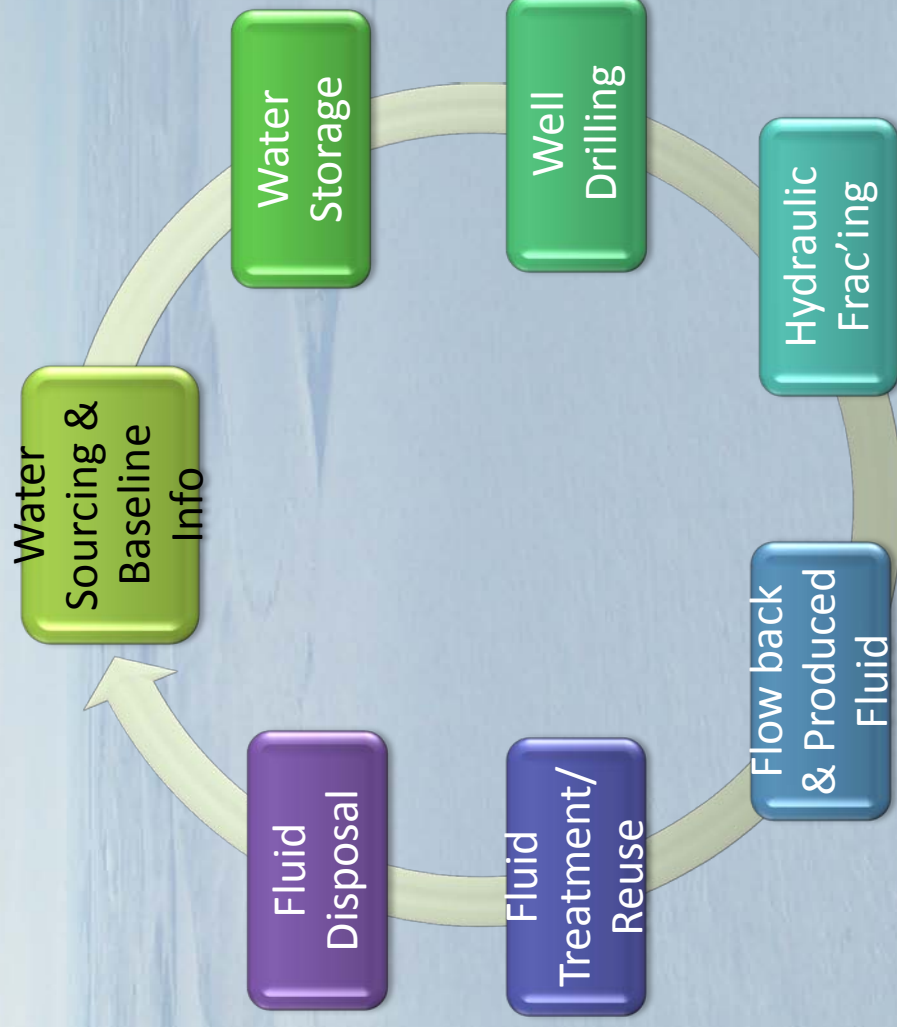 Water
Sourcing &
Baseline
Info
Water
Storage
Well
Drilling
Hydraulic
Frac’ing
Flow back
& Produced
Fluid
Fluid
Treatment/
Reuse
Fluid
Disposal